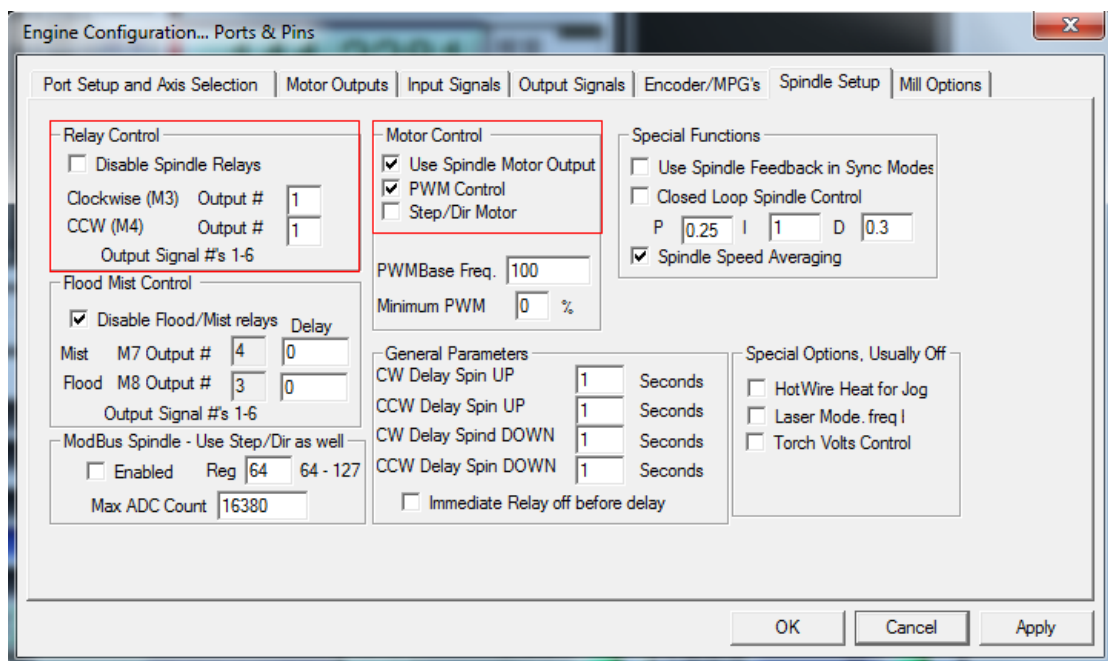 Engine Configuration... Ports & Pins
Port Setup and Axis Selection Motor Outputs Input Signals Output Signals Encoder/MPG's Spindle Setup Mill Options
Relay Control
Disable Spindle Relays
Clockwise (M3) Output # 1
CCW (M4) Output # 1
Output Signal #'s 1-6
Flood Mist Control
Disable Flood/Mist relays Delay
Mist M7 Output # 4 0
Flood M8 Output # 3 0
Output Signal #'s 1-6
ModBus Spindle - Use Step/Dir as well
Enabled Reg 64 64 - 127
Max ADC Count 16380
Motor Control
Use Spindle Motor Output
PWM Control
Step/Dir Motor
PWMBase Freq. 100
Minimum PWM 0 %
General Parameters
CW Delay Spin UP 1 Seconds
CCW Delay Spin UP 1 Seconds
CW Delay Spind DOWN 1 Seconds
CCW Delay Spin DOWN 1 Seconds
Immediate Relay off before delay
Special Functions
Use Spindle Feedback in Sync Modes
Closed Loop Spindle Control
P 0.25 I 1 D 0.3
Spindle Speed Averaging
Special Options, Usually Off
HotWire Heat for Jog
Laser Mode. freq l
Torch Volts Control
OK Cancel Apply